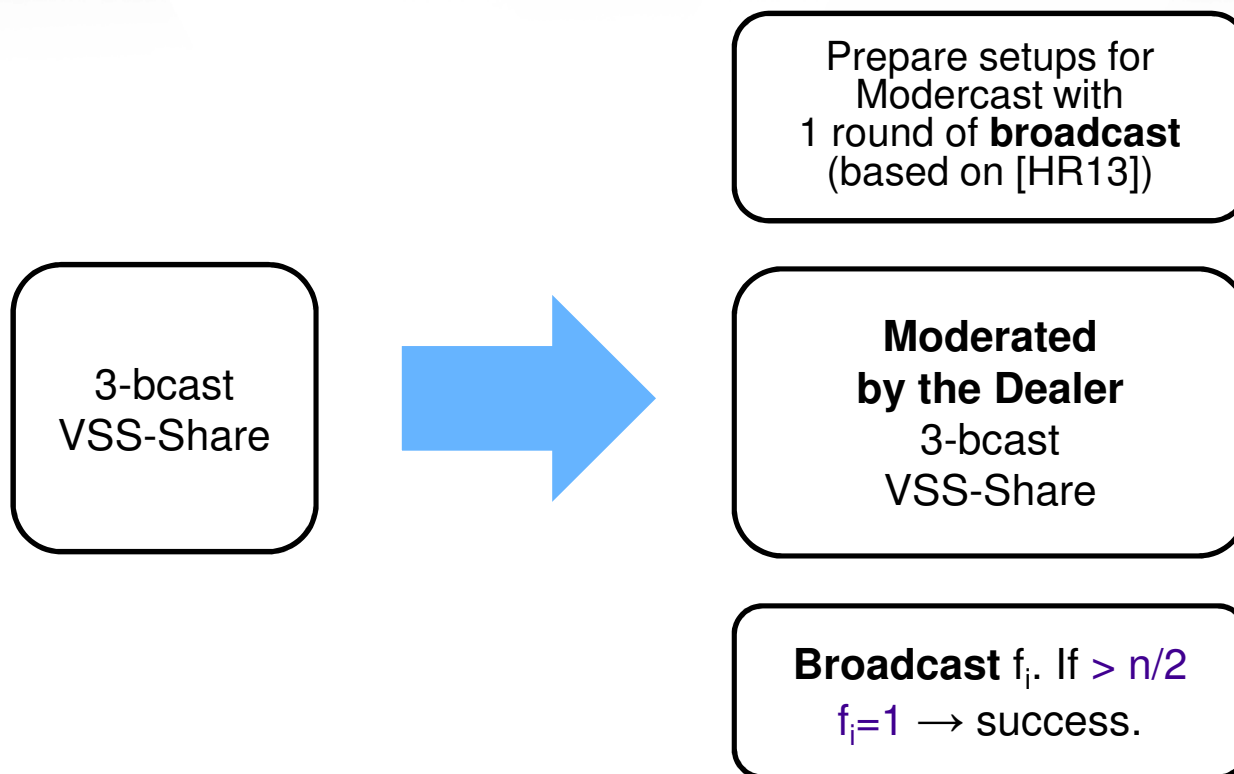 Prepare setups for
Modercast with
1 round of broadcast
(based on [HR13])
3-bcast
VSS-Share
Moderated
by the Dealer
3-bcast
VSS-Share
Broadcast fᵢ. If > n/2
fᵢ=1 → success.